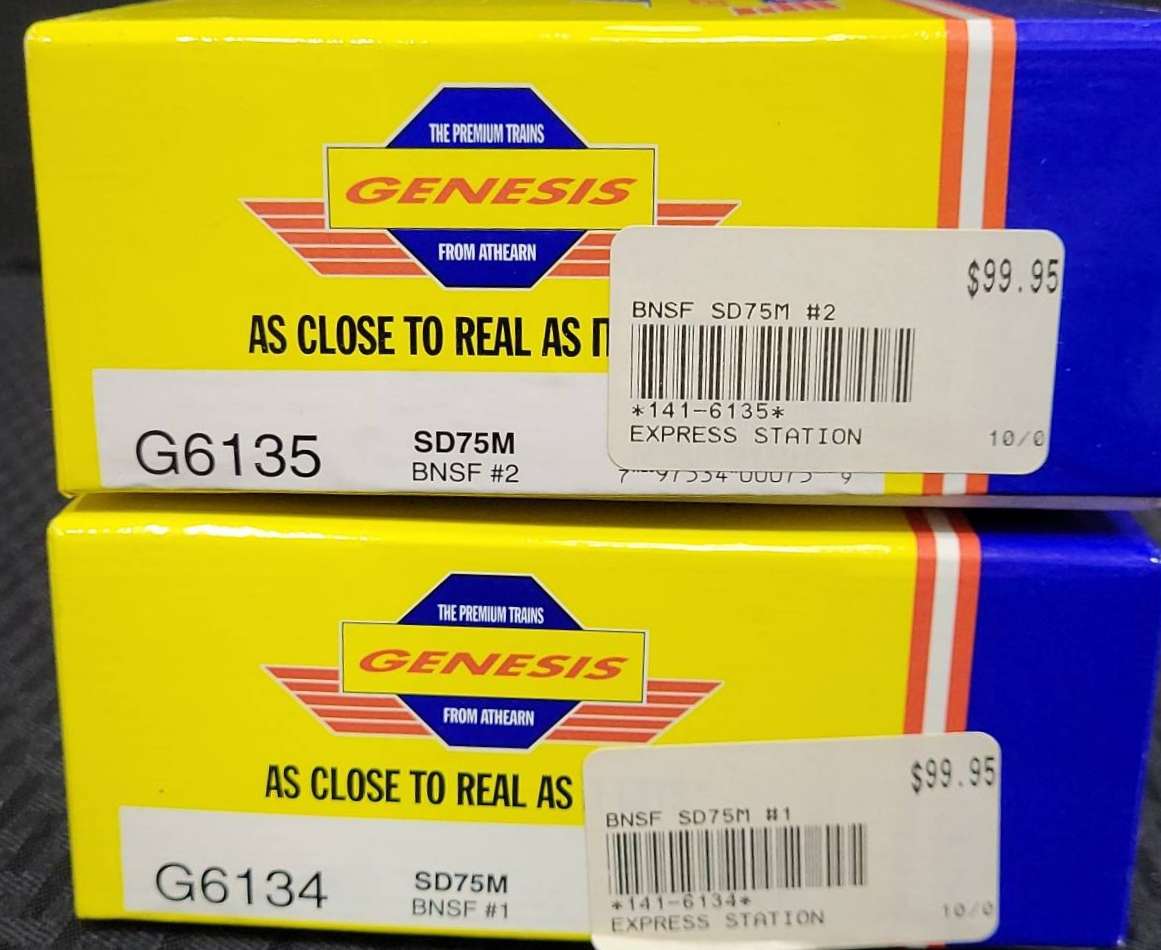 THE PREMIUM TRAINS
GENESIS
FROM ATHEARN
AS CLOSE TO REAL AS
G6135
SD75M
BNSF #2
$99.95
BNSF SD75M #2
*141-6135*
EXPRESS STATION
10/0
THE PREMIUM TRAINS
GENESIS
FROM ATHEARN
AS CLOSE TO REAL AS
G6134
SD75M
BNSF #1
$99.95
BNSF SD75M #1
*141-6134*
EXPRESS STATION
10/0